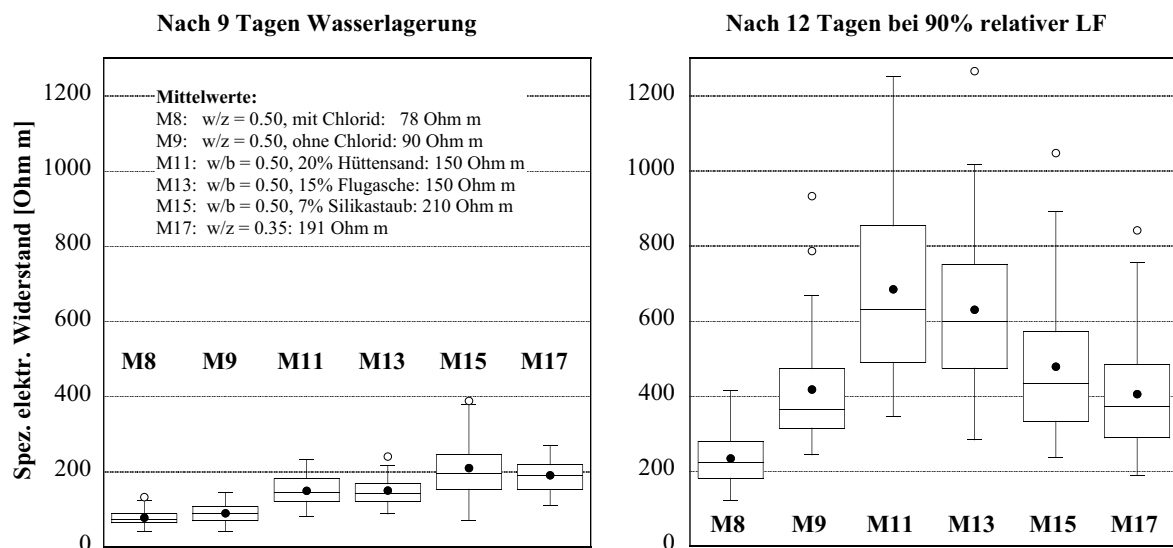 Nach 9 Tagen Wasserlagerung
Spez. elektr. Widerstand [Ohm m]
1200
1000
800
600
400
200
0
Mittelwerte:
M8: w/z = 0.50, mit Chlorid: 78 Ohm m
M9: w/z = 0.50, ohne Chlorid: 90 Ohm m
M11: w/b = 0.50, 20% Hüttensand: 150 Ohm m
M13: w/b = 0.50, 15% Flugasche: 150 Ohm m
M15: w/b = 0.50, 7% Silikastaub: 210 Ohm m
M17: w/z = 0.35: 191 Ohm m
M8 M9 M11 M13 M15 M17
Nach 12 Tagen bei 90% relativer LF
1200
1000
800
600
400
200
0
M8 M9 M11 M13 M15 M17